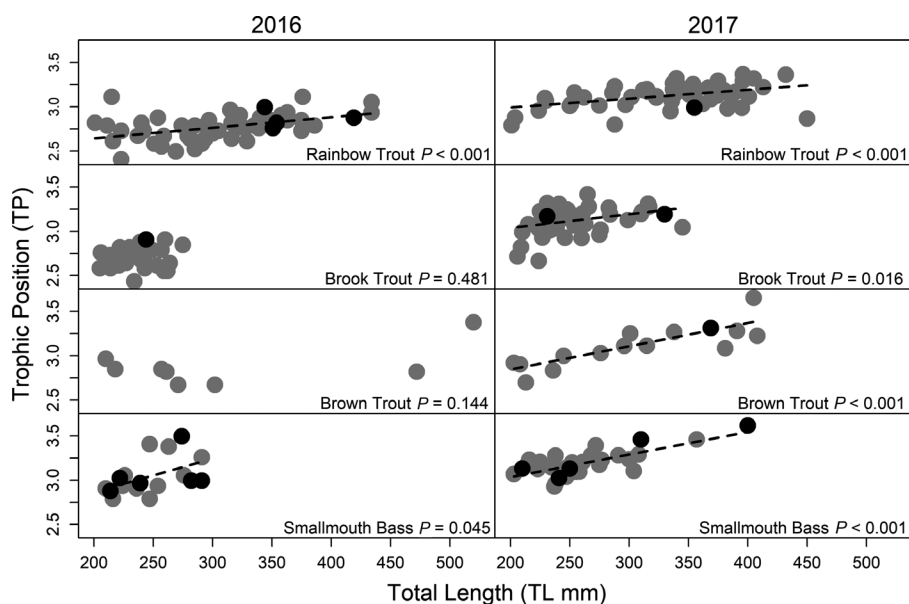 2016 2017
3.5
3.0
2.5
Rainbow Trout P < 0.001 Rainbow Trout P < 0.001
3.5
3.0
2.5
Brook Trout P = 0.481 Brook Trout P = 0.016
3.5
3.0
2.5
Brown Trout P = 0.144 Brown Trout P < 0.001
3.5
3.0
2.5
Smallmouth Bass P = 0.045 Smallmouth Bass P < 0.001
Trophic Position (TP)
200 250 300 350 400 450 500 200 250 300 350 400 450 500
Total Length (TL mm)